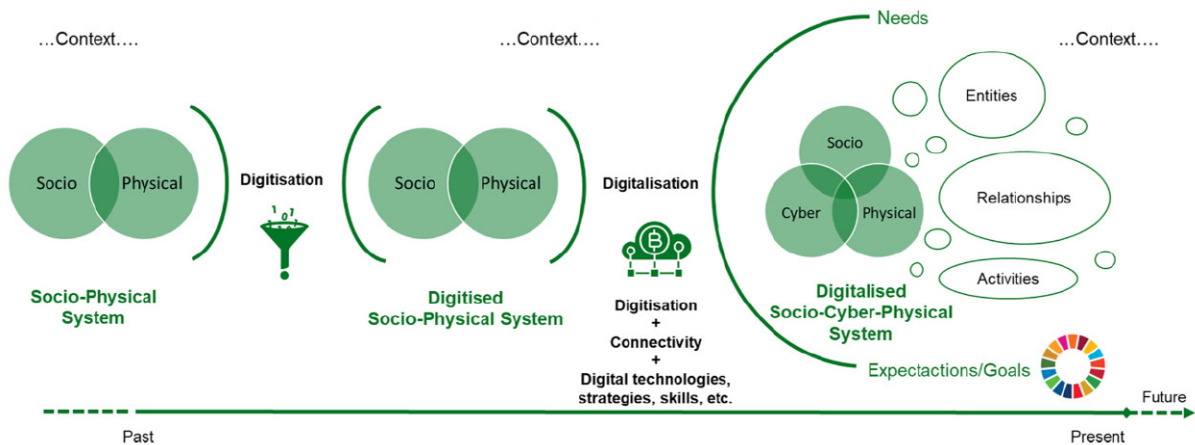 ...Context....
Socio
Physical
Socio-Physical
System
Digitisation
...Context....
Socio
Physical
Digitised
Socio-Physical System
Digitalisation
Digitisation
+
Connectivity
+
Digital technologies,
strategies, skills, etc.
Needs
...Context....
Socio
Cyber
Physical
Digitalised
Socio-Cyber-Physical
System
Entities
Relationships
Activities
Expectactions/Goals
Past
Present
Future